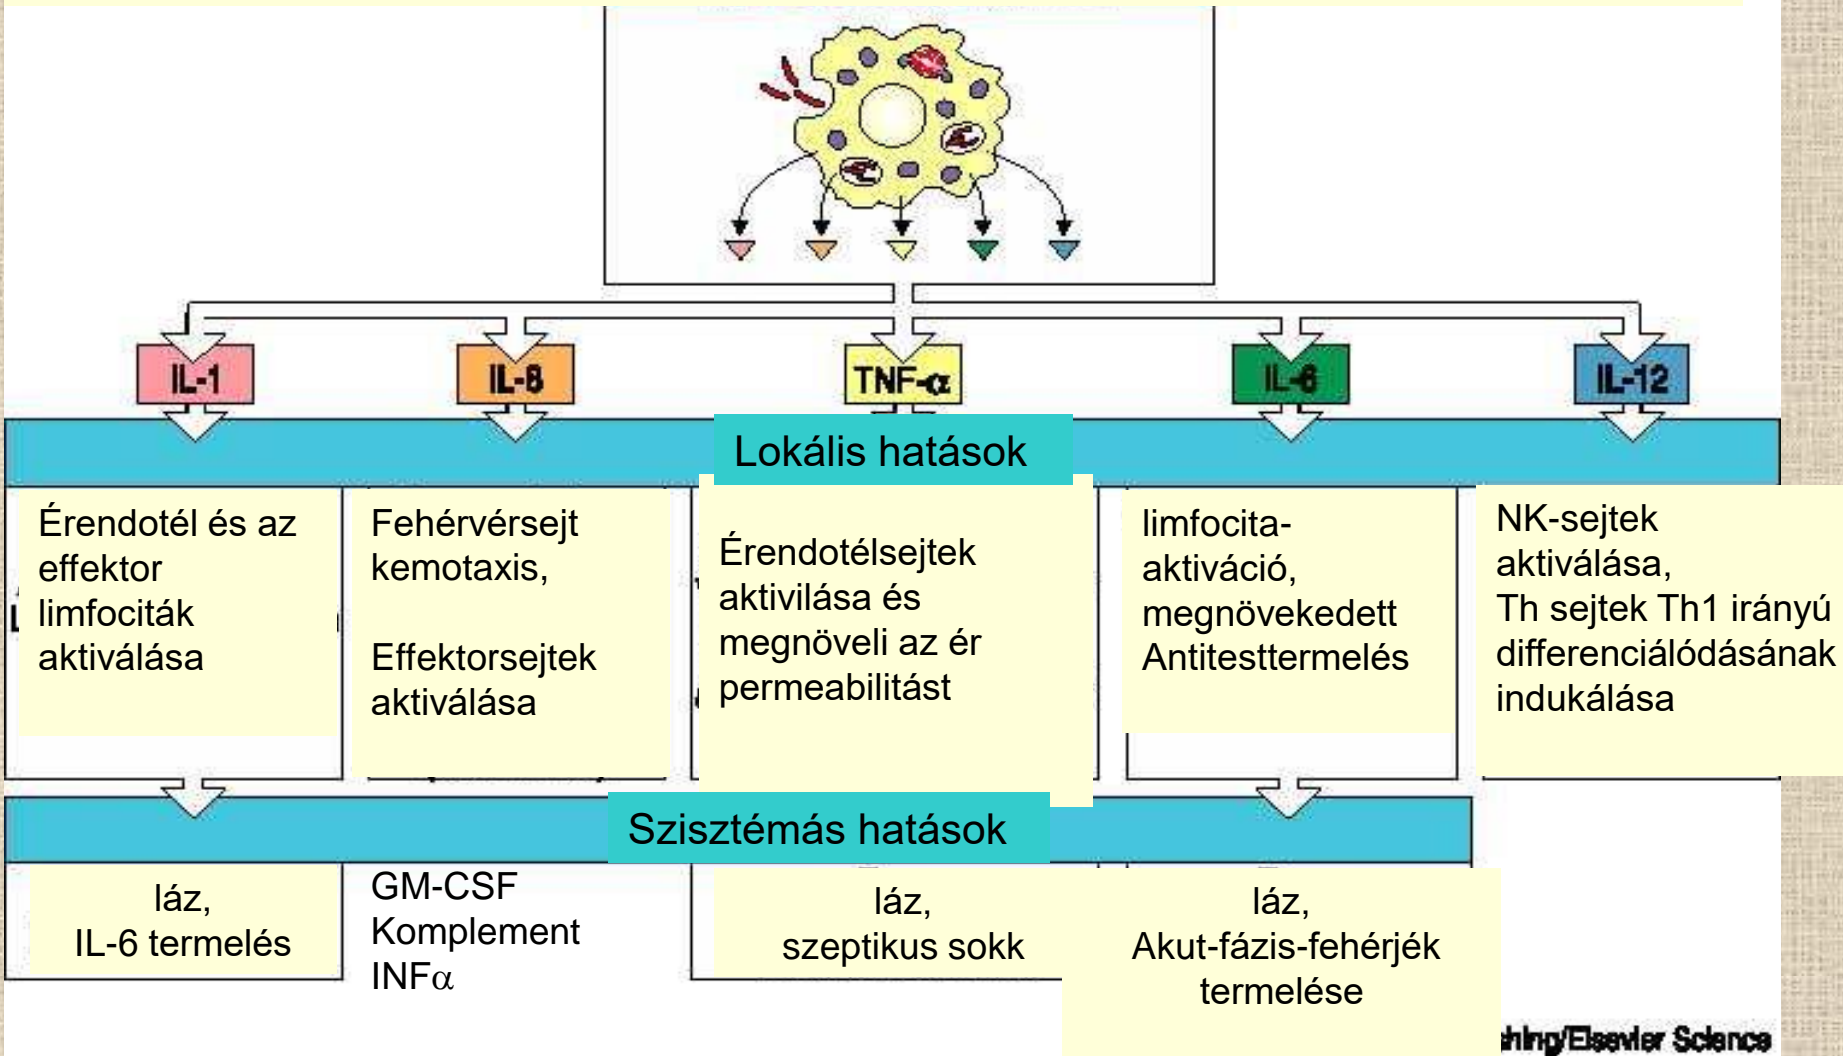 IL-1
IL-8
TNF-α
IL-6
IL-12
Lokális hatások
Érendotél és az
effektor
limfociták
aktiválása
Fehérvérsejt
kemotaxis,
Effektorsejtek
aktiválása
Érendotélsejtek
aktivilása és
megnöveli az ér
permeabilitást
limfocita-
aktiváció,
megnövekedett
Antitesttermelés
NK-sejtek
aktiválása,
Th sejtek Th1 irányú
differenciálódásának
indukálása
Szisztémás hatások
láz,
IL-6 termelés
GM-CSF
Komplement
INFα
láz,
szeptikus sokk
láz,
Akut-fázis-fehérjék
termelése
hing/Elsevier Science